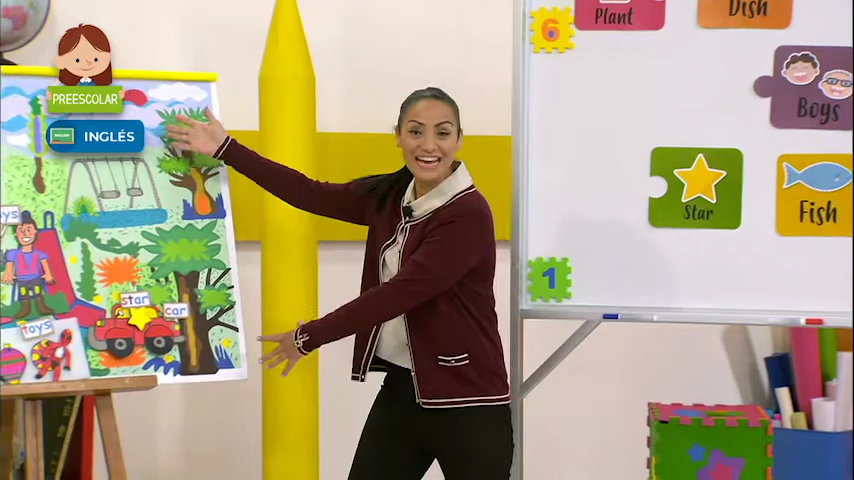 PREESCOLAR
INGLÉS
toys
star
car
toys
6
1
Plant
Dish
Boys
Star
Fish